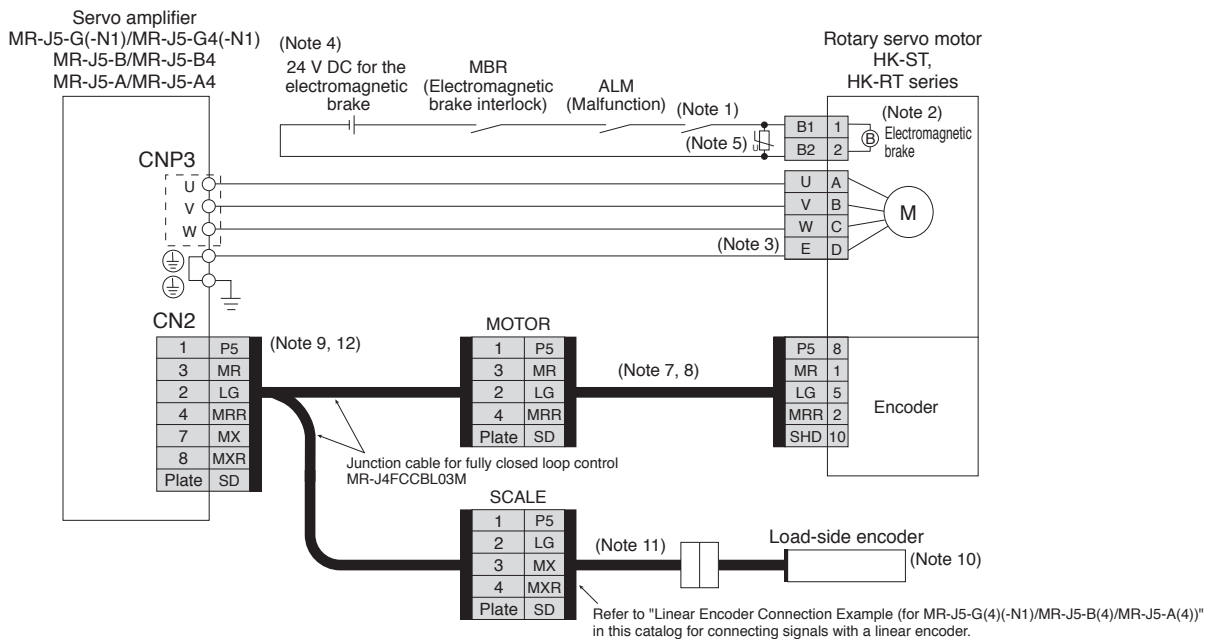 Servo amplifier
MR-J5-G(-N1)/MR-J5-G4(-N1)
MR-J5-B/MR-J5-B4
MR-J5-A/MR-J5-A4
(Note 4)
24 V DC for the
electromagnetic
brake
MBR
(Electromagnetic
brake interlock)
ALM
(Malfunction)
(Note 1)
(Note 5)
U
Rotary servo motor
HK-ST,
HK-RT series
B1 1
B2 2
(Note 2)
B
Electromagnetic
brake
CNP3
U
V
W
U A
V B
W C
E D
(Note 3)
M
CN2
1 P5
3 MR
2 LG
4 MRR
7 MX
8 MXR
Plate SD
(Note 9, 12)
MOTOR
1 P5
3 MR
2 LG
4 MRR
Plate SD
(Note 7, 8)
P5 8
MR 1
LG 5
MRR 2
SHD 10
Encoder
Junction cable for fully closed loop control
MR-J4FCCBL03M
SCALE
1 P5
2 LG
3 MX
4 MXR
Plate SD
(Note 11)
Load-side encoder
(Note 10)
Refer to "Linear Encoder Connection Example (for MR-J5-G(4)(-N1)/MR-J5-B(4)/MR-J5-A(4))"
in this catalog for connecting signals with a linear encoder.